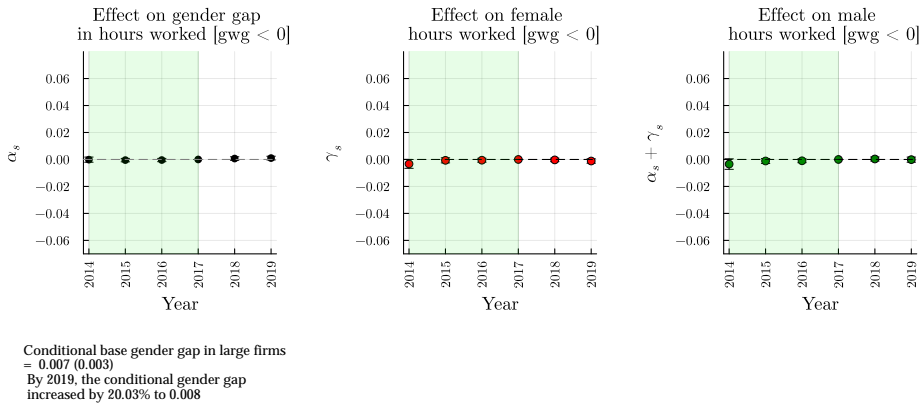 Effect on gender gap
in hours worked [gwg < 0]
0.06
0.04
0.02
0.00
−0.02
−0.04
−0.06
α_s
2014
2015
2016
2017
2018
2019
Year
Effect on female
hours worked [gwg < 0]
0.06
0.04
0.02
0.00
−0.02
−0.04
−0.06
γ_s
2014
2015
2016
2017
2018
2019
Year
Effect on male
hours worked [gwg < 0]
0.06
0.04
0.02
0.00
−0.02
−0.04
−0.06
α_s + γ_s
2014
2015
2016
2017
2018
2019
Year
Conditional base gender gap in large firms
= 0.007 (0.003)
By 2019, the conditional gender gap
increased by 20.03% to 0.008